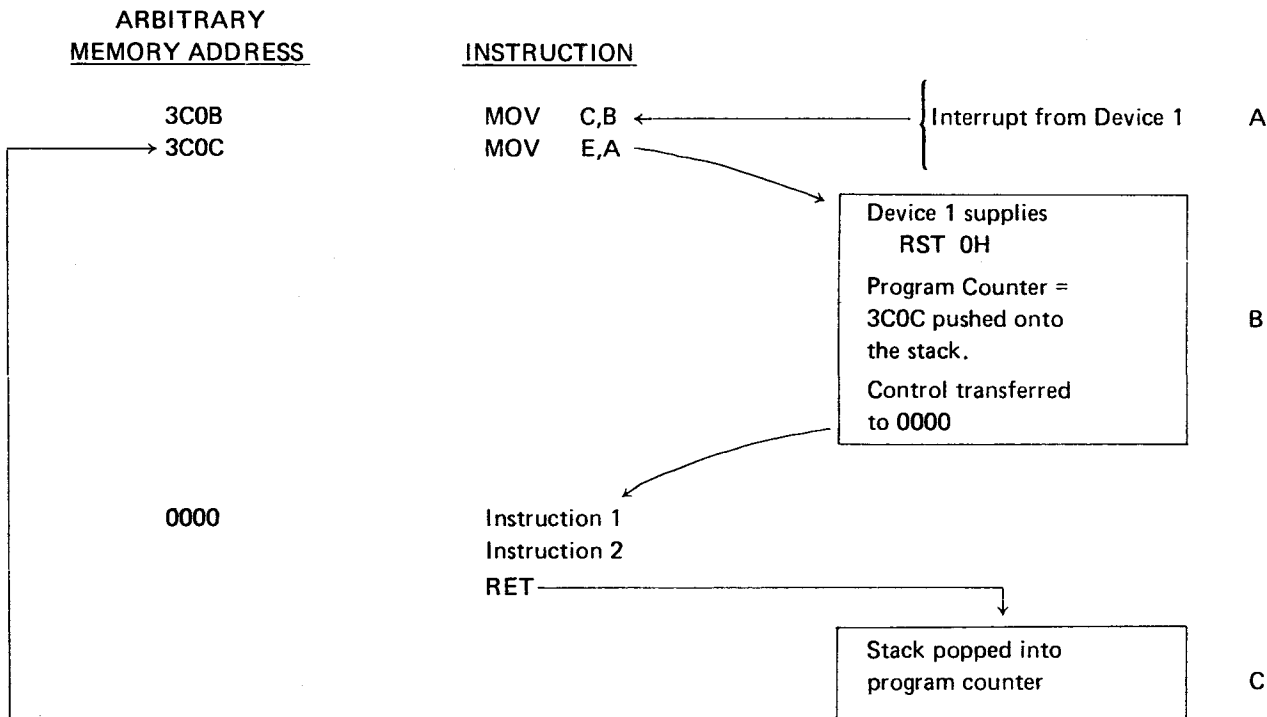 ARBITRARY
MEMORY ADDRESS INSTRUCTION
3C0B MOV C,B Interrupt from Device 1 A
3C0C MOV E,A
Device 1 supplies
RST 0H
Program Counter =
3C0C pushed onto B
the stack.
Control transferred
to 0000
0000 Instruction 1
Instruction 2
RET
Stack popped into
program counter C